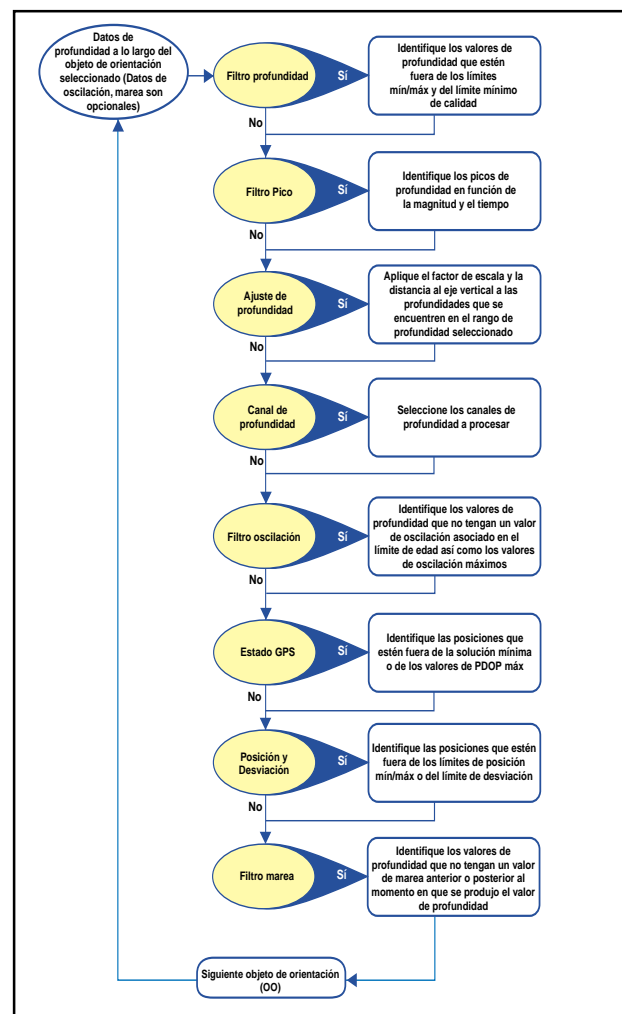 Datos de
profundidad a lo largo del
objeto de orientación
seleccionado (Datos de
oscilación, marea son
opcionales)
Filtro profundidad
Sí
Identifique los valores de
profundidad que estén
fuera de los límites
mín/máx y del límite mínimo
de calidad
No
Filtro Pico
Sí
Identifique los picos de
profundidad en función de
la magnitud y el tiempo
No
Ajuste de
profundidad
Sí
Aplique el factor de escala y la
distancia al eje vertical a las
profundidades que se
encuentren en el rango de
profundidad seleccionado
No
Canal de
profundidad
Sí
Seleccione los canales de
profundidad a procesar
No
Filtro oscilación
Sí
Identifique los valores de
profundidad que no tengan un valor
de oscilación asociado en el
límite de edad así como los valores
de oscilación máximos
No
Estado GPS
Sí
Identifique las posiciones que
estén fuera de la solución mínima
o de los valores de PDOP máx
No
Posición y
Desviación
Sí
Identifique las posiciones que estén
fuera de los límites de posición
mín/máx o del límite de desviación
No
Filtro marea
Sí
Identifique los valores de
profundidad que no tengan un valor
de marea anterior o posterior al
momento en que se produjo el valor
de profundidad
Siguiente objeto de orientación
(OO)